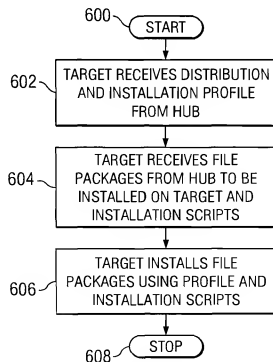 600
START
602
TARGET RECEIVES DISTRIBUTION
AND INSTALLATION PROFILE
FROM HUB
604
TARGET RECEIVES FILE
PACKAGES FROM HUB TO BE
INSTALLED ON TARGET AND
INSTALLATION SCRIPTS
606
TARGET INSTALLS FILE
PACKAGES USING PROFILE AND
INSTALLATION SCRIPTS
STOP
608